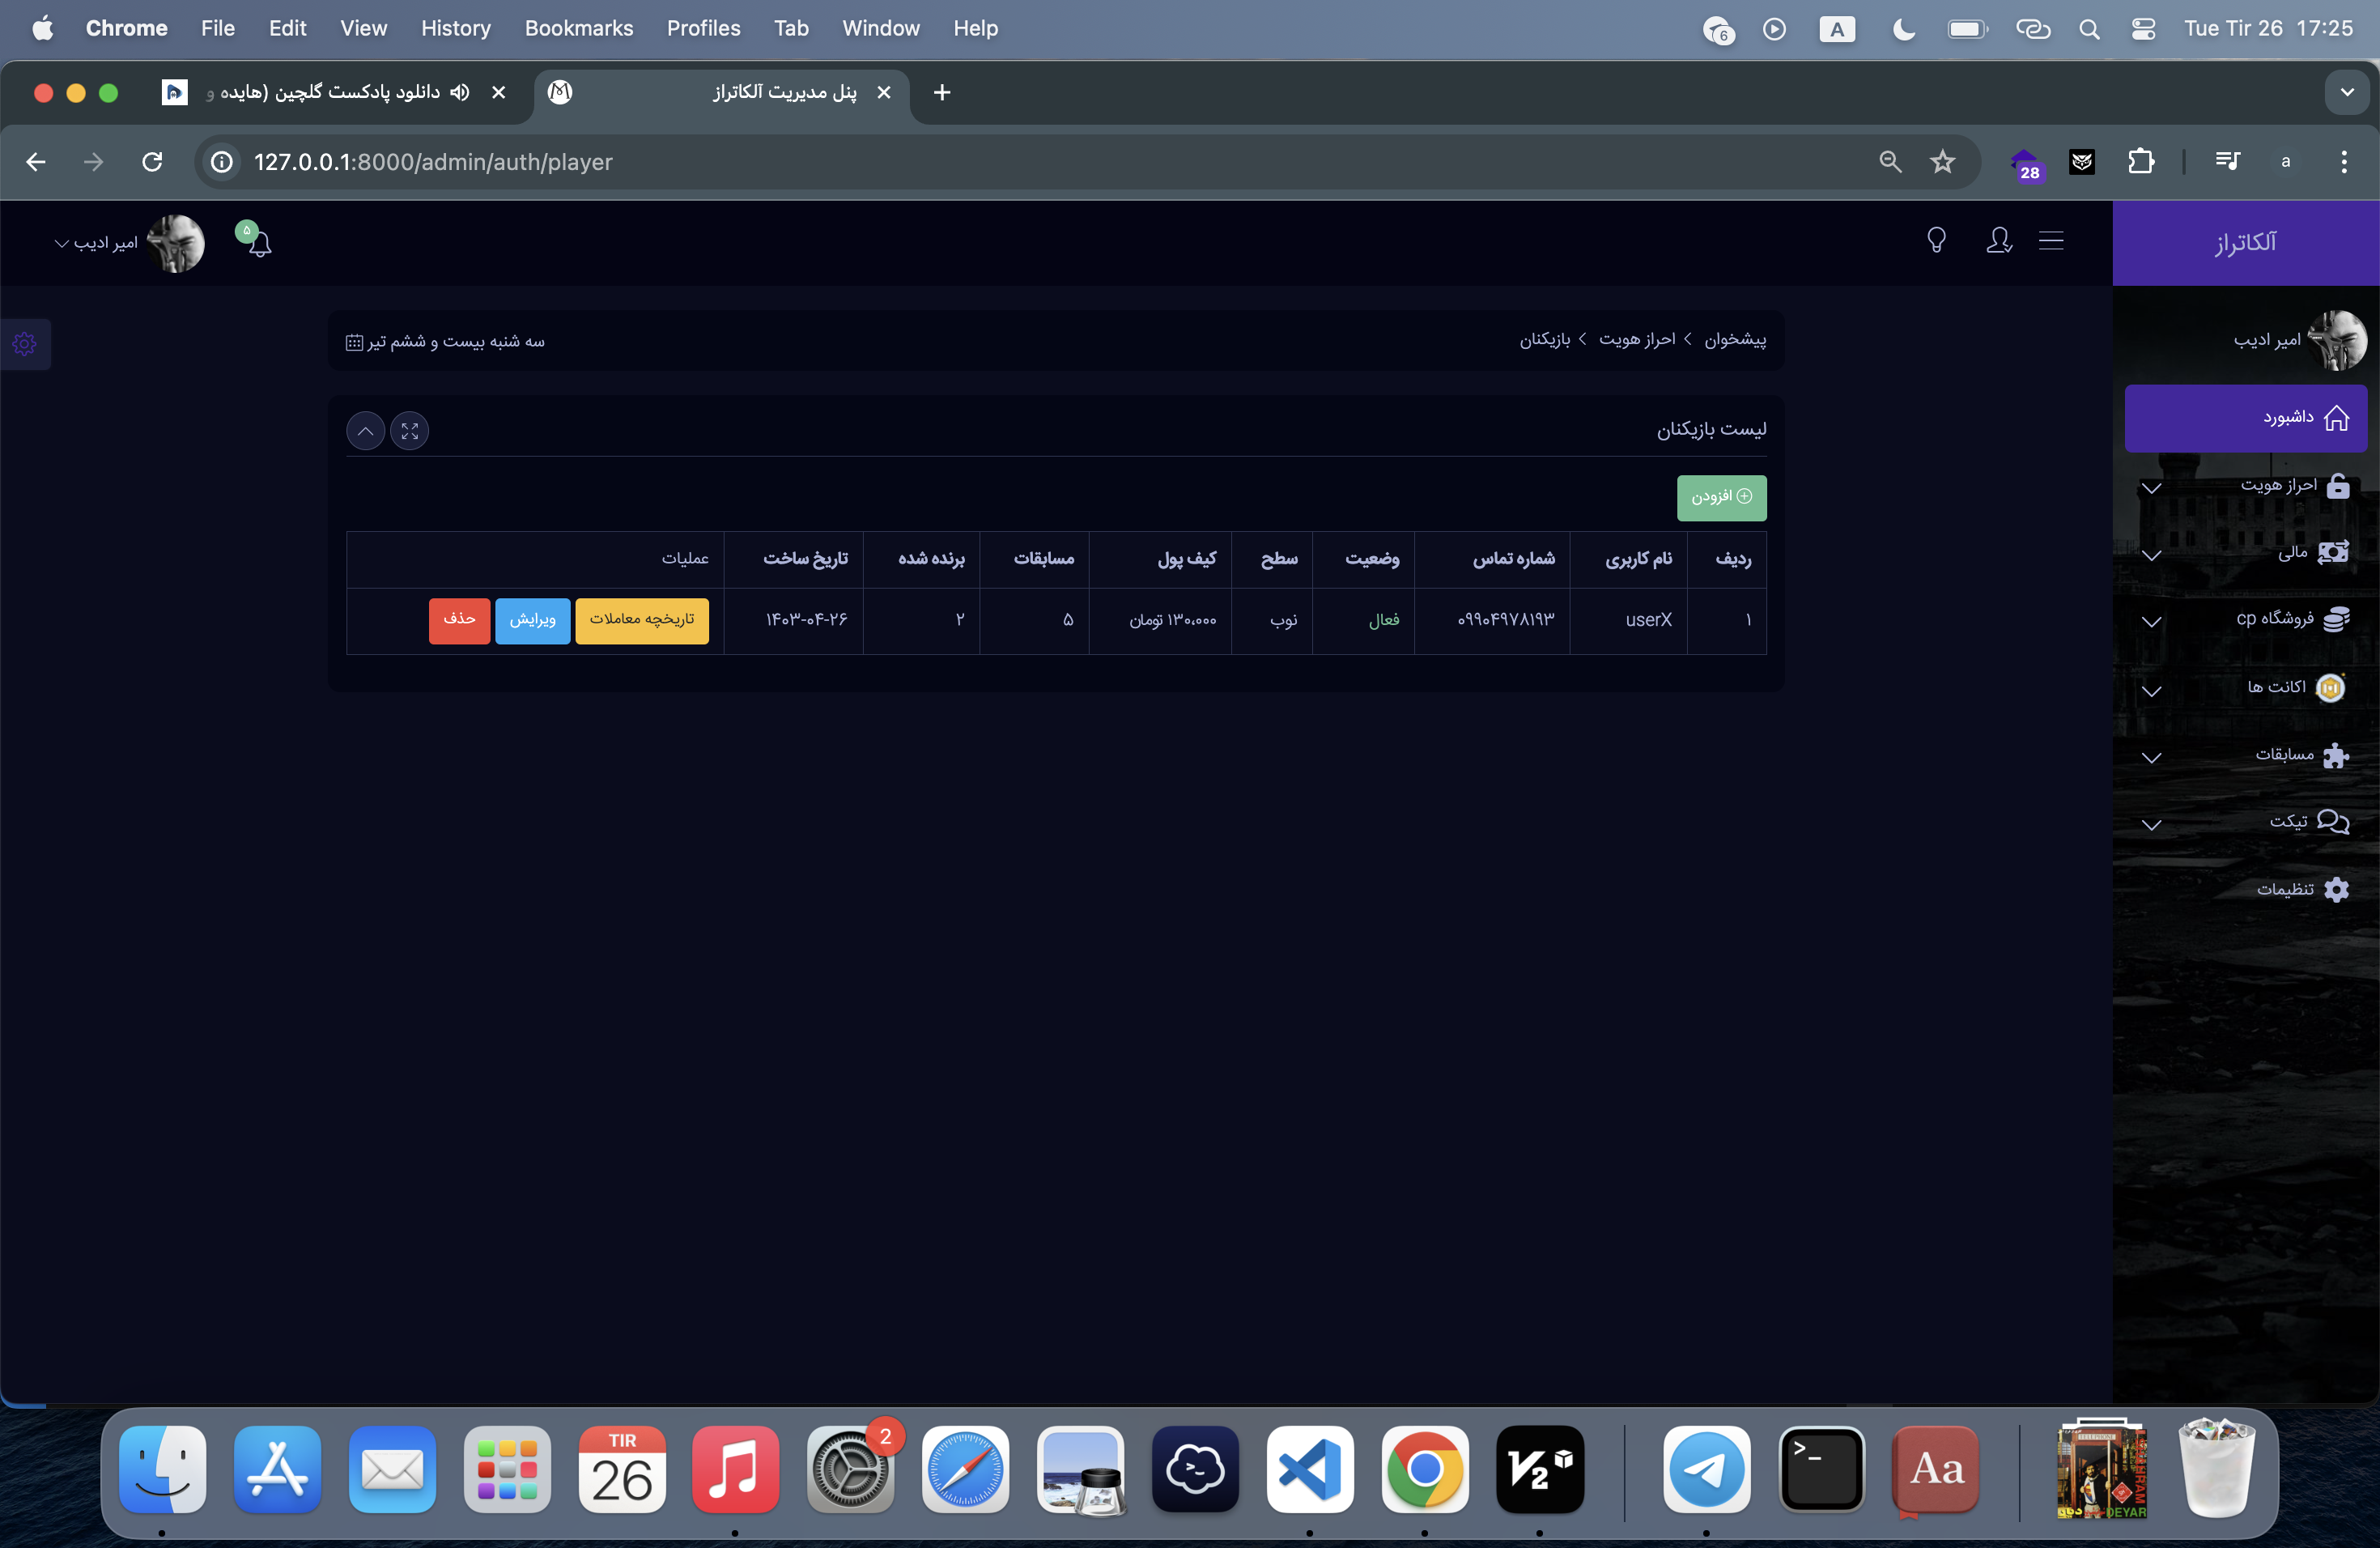 Chrome File Edit View History Bookmarks Profiles Tab Window Help 6 A Tue Tir 26 17:25
دانلود پادکست گلچین (هایده و
پنل مدیریت آلکاتراز
127.0.0.1:8000/admin/auth/player
28
a
آلکاتراز
امیر ادیب
۵
پیشخوان > احراز هویت > بازیکنان
سه شنبه بیست و ششم تیر
امیر ادیب
داشبورد
احراز هویت
مالی
فروشگاه cp
اکانت ها
مسابقات
تیکت
تنظیمات
لیست بازیکنان
افزودن
ردیف نام کاربری شماره تماس وضعیت سطح کیف پول مسابقات برنده شده تاریخ ساخت عملیات
۱ userX ۰۹۹۰۴۹۷۸۱۹۳ فعال نوب ۱۳۰،۰۰۰ تومان ۵ ۲ ۱۴۰۳-۰۴-۲۶ تاریخچه معاملات ویرایش حذف
TIR
26
2
V2
Aa
TELEPHONE
DEYAR